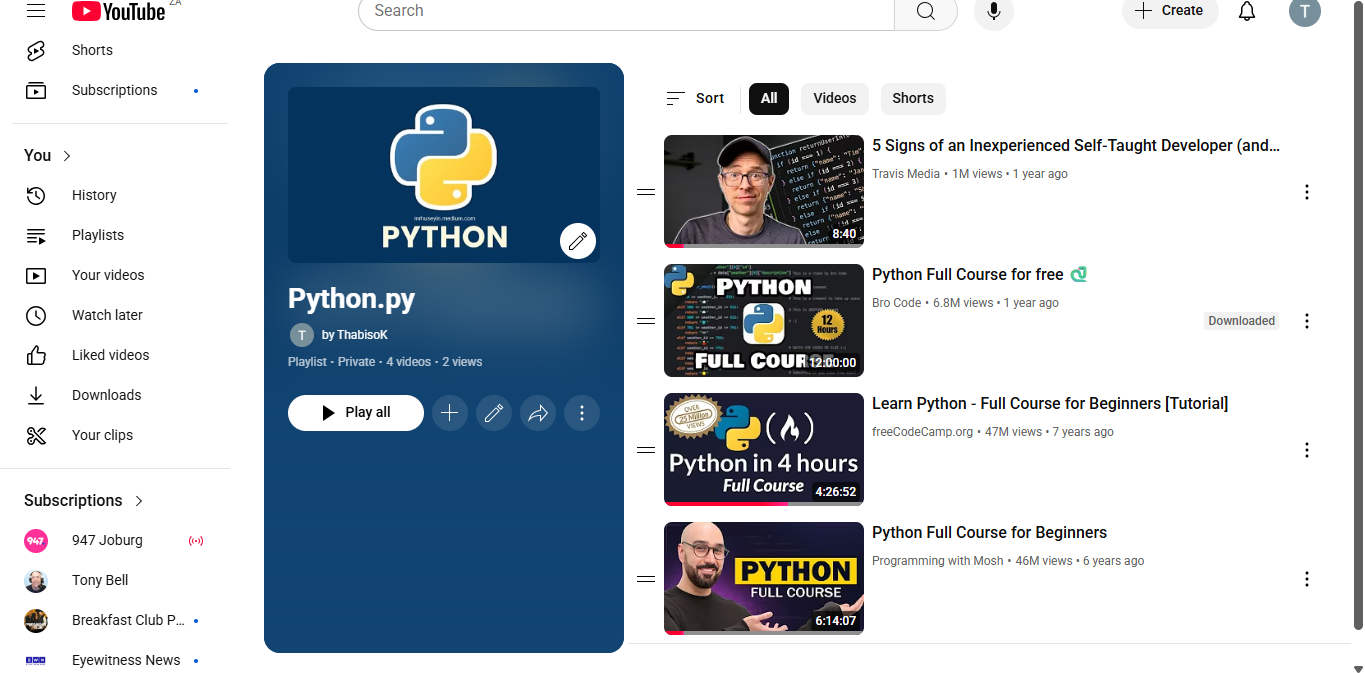 YouTube
ZA
Search
Create
T
Shorts
Subscriptions
You
History
Playlists
Your videos
Watch later
Liked videos
Downloads
Your clips
Subscriptions
947
947 Joburg
Tony Bell
Breakfast Club P...
Eyewitness News
mrhuseyin.medium.com
PYTHON
Python.py
T
by ThabisoK
Playlist • Private • 4 videos • 2 views
Play all
Sort
All
Videos
Shorts
8:40
5 Signs of an Inexperienced Self-Taught Developer (and...
Travis Media • 1M views • 1 year ago
PYTHON
12
Hours
FULL COURSE
12:00:00
Python Full Course for free
Bro Code • 6.8M views • 1 year ago
Downloaded
OVER
25 Million
VIEWS
Python in 4 hours
Full Course
4:26:52
Learn Python - Full Course for Beginners [Tutorial]
freeCodeCamp.org • 47M views • 7 years ago
PYTHON
FULL COURSE
6:14:07
Python Full Course for Beginners
Programming with Mosh • 46M views • 6 years ago